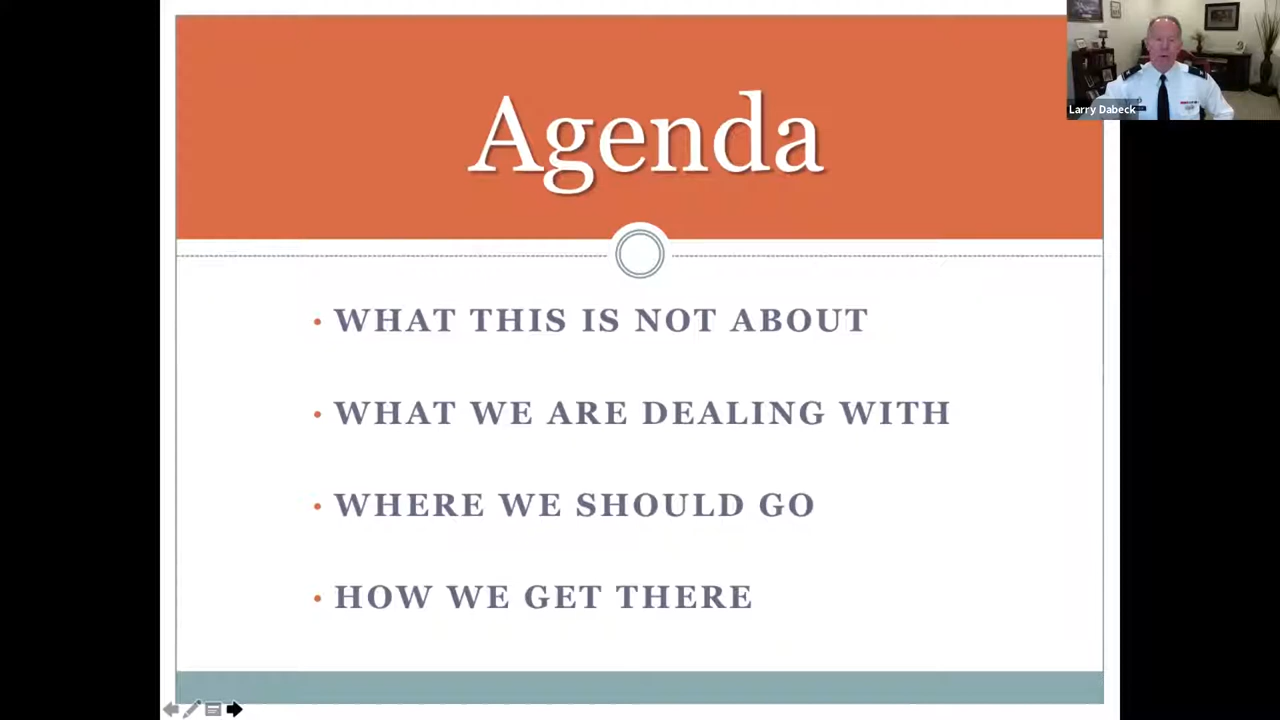 Agenda
Larry Dabeck
• WHAT THIS IS NOT ABOUT
• WHAT WE ARE DEALING WITH
• WHERE WE SHOULD GO
• HOW WE GET THERE